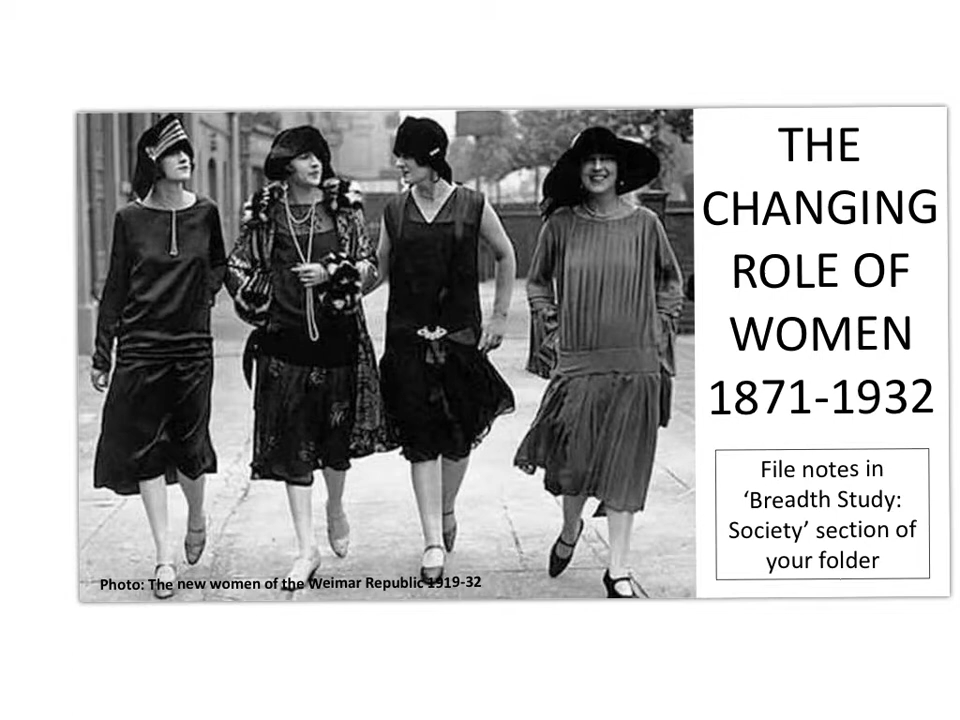 THE
CHANGING
ROLE OF
WOMEN
1871-1932
File notes in
‘Breadth Study:
Society’ section of
your folder
Photo: The new women of the Weimar Republic 1919-32